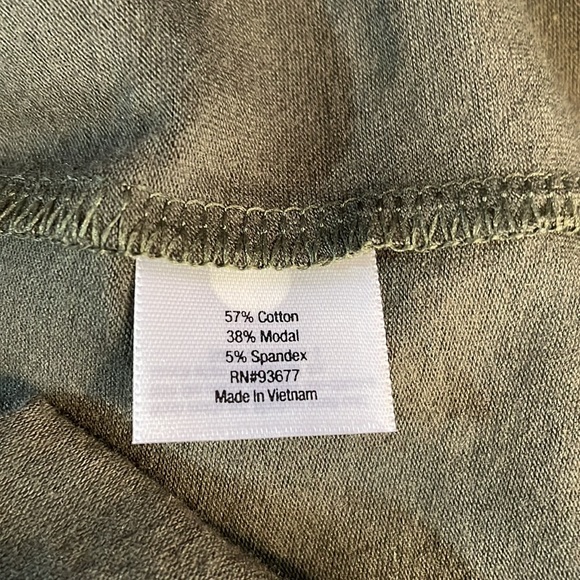 57% Cotton
38% Modal
5% Spandex
RN#93677
Made In Vietnam